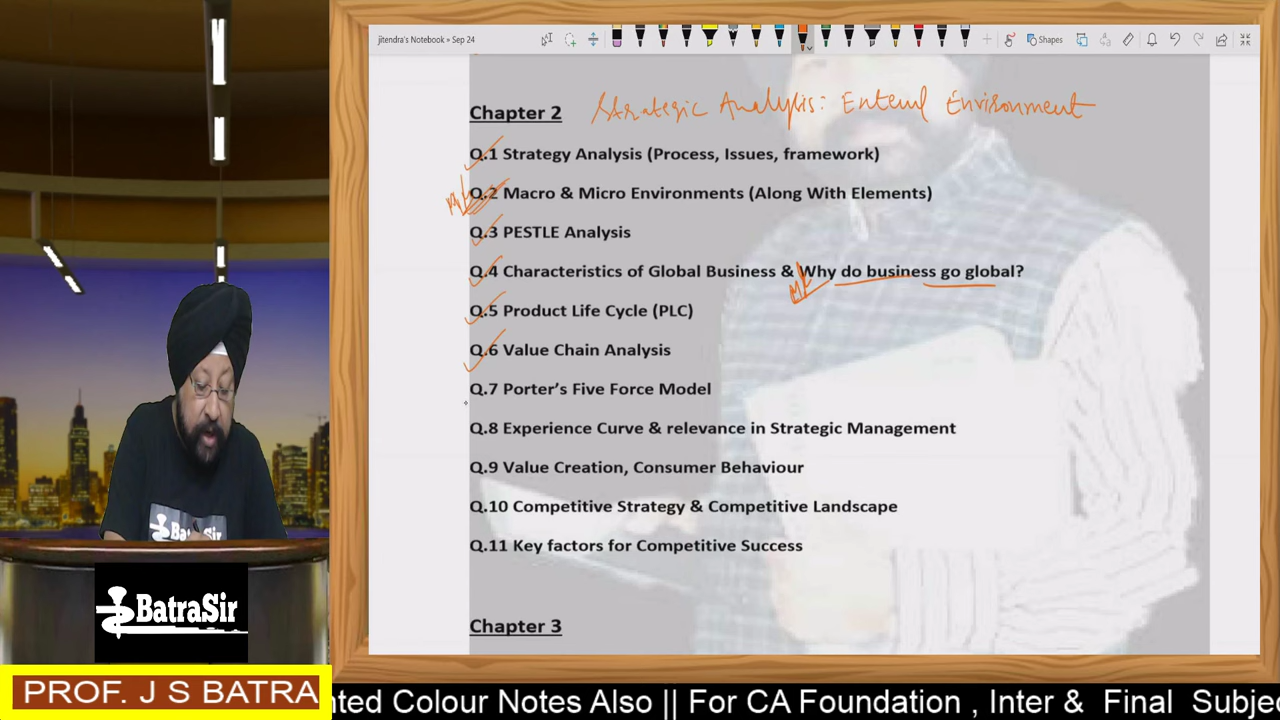 jitendra's Notebook » Sep 24
Shapes
Chapter 2 Strategic Analysis: External Environment
Q.1 Strategy Analysis (Process, Issues, framework)
Q.2 Macro & Micro Environments (Along With Elements)
Q.3 PESTLE Analysis
Q.4 Characteristics of Global Business & Why do business go global?
Q.5 Product Life Cycle (PLC)
Q.6 Value Chain Analysis
Q.7 Porter's Five Force Model
Q.8 Experience Curve & relevance in Strategic Management
Q.9 Value Creation, Consumer Behaviour
Q.10 Competitive Strategy & Competitive Landscape
Q.11 Key factors for Competitive Success
Chapter 3
BatraSir
PROF. J S BATRA
nted Colour Notes Also || For CA Foundation , Inter & Final Subje